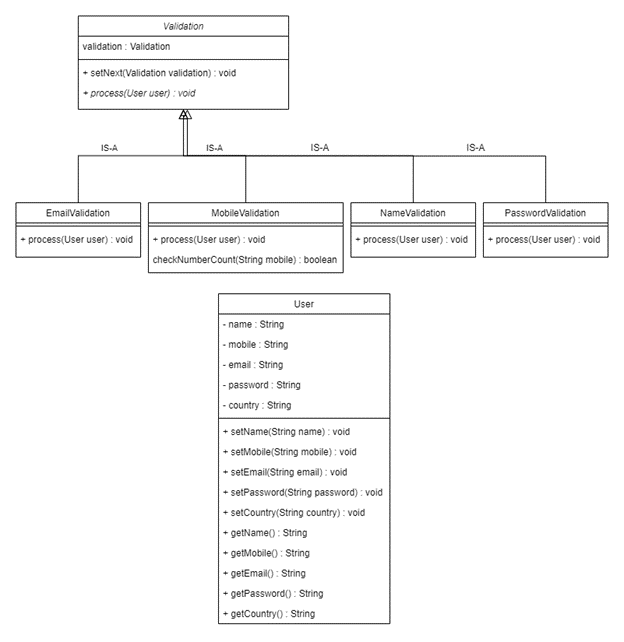 Validation
validation : Validation
+ setNext(Validation validation) : void
+ process(User user) : void
IS-A
IS-A
IS-A
IS-A
EmailValidation
+ process(User user) : void
MobileValidation
+ process(User user) : void
checkNumberCount(String mobile) : boolean
NameValidation
+ process(User user) : void
PasswordValidation
+ process(User user) : void
User
- name : String
- mobile : String
- email : String
- password : String
- country : String
+ setName(String name) : void
+ setMobile(String mobile) : void
+ setEmail(String email) : void
+ setPassword(String password) : void
+ setCountry(String country) : void
+ getName() : String
+ getMobile() : String
+ getEmail() : String
+ getPassword() : String
+ getCountry() : String